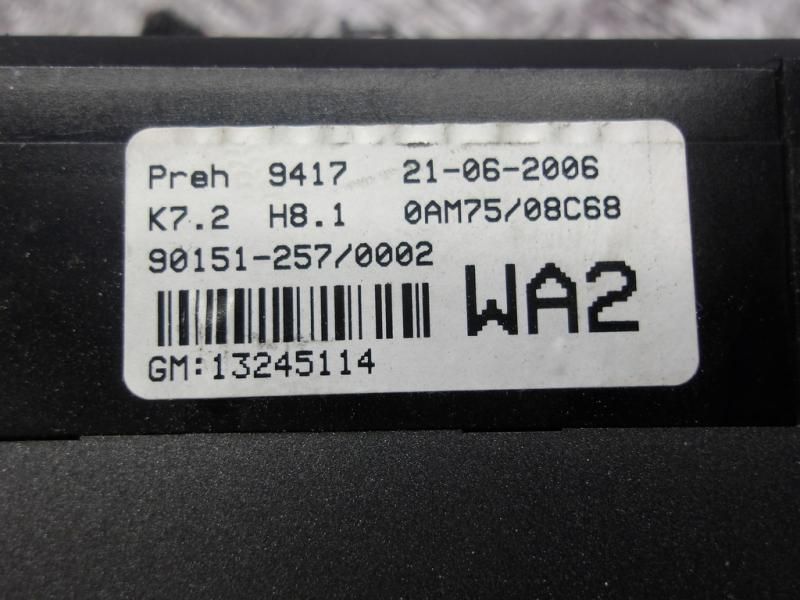 Preh 9417 21-06-2006
K7.2 H8.1 0AM75/08C68
90151-257/0002
WA2
GM:13245114